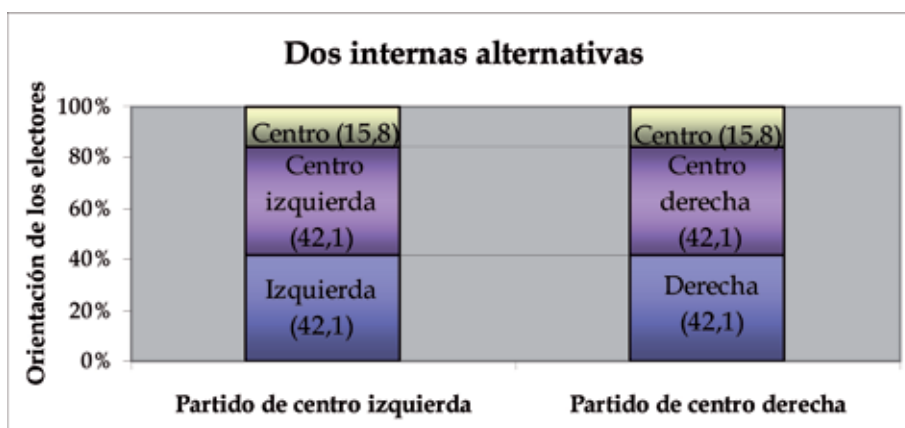 Dos internas alternativas
Orientación de los electores
100%
80%
60%
40%
20%
0%
Centro (15,8)
Centro
izquierda
(42,1)
Izquierda
(42,1)
Centro (15,8)
Centro
derecha
(42,1)
Derecha
(42,1)
Partido de centro izquierda
Partido de centro derecha